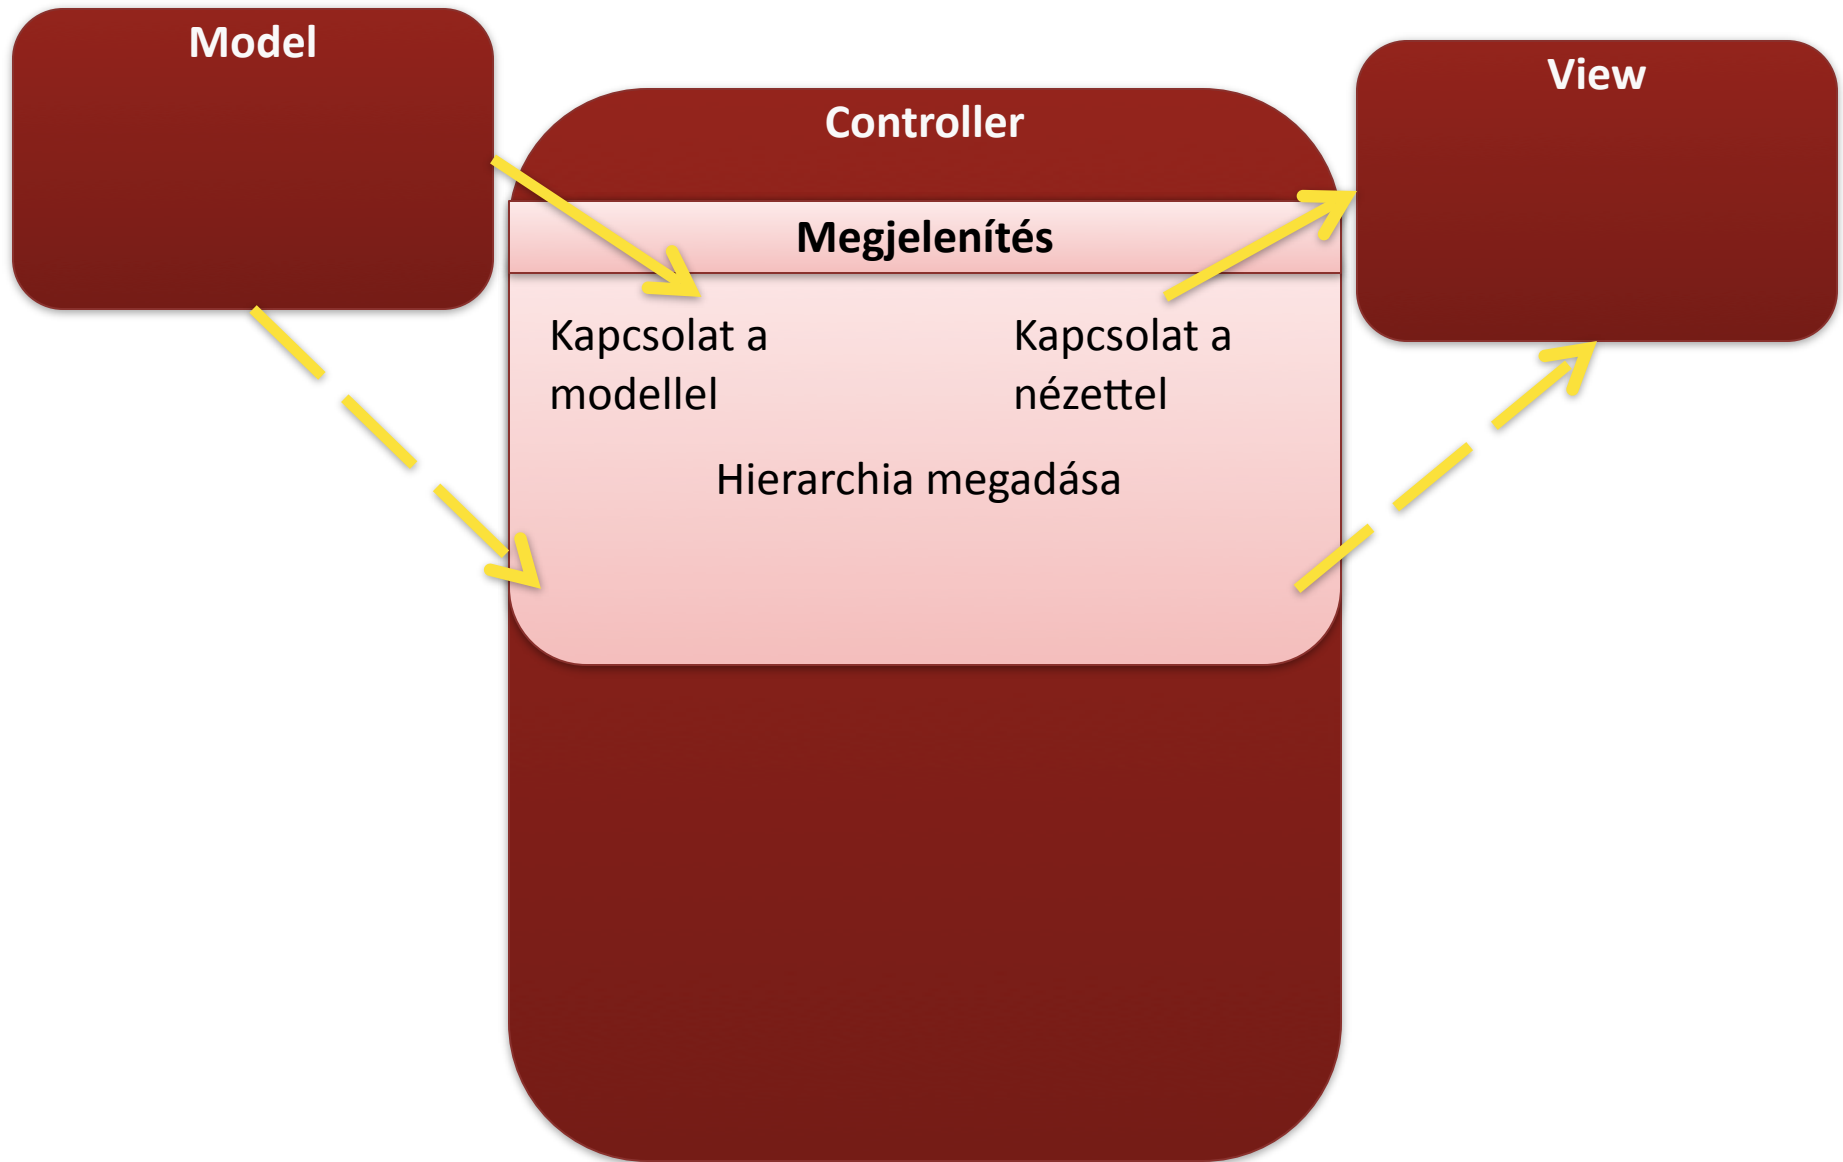 Model
View
Controller
Megjelenítés
Kapcsolat a
modellel
Kapcsolat a
nézettel
Hierarchia megadása